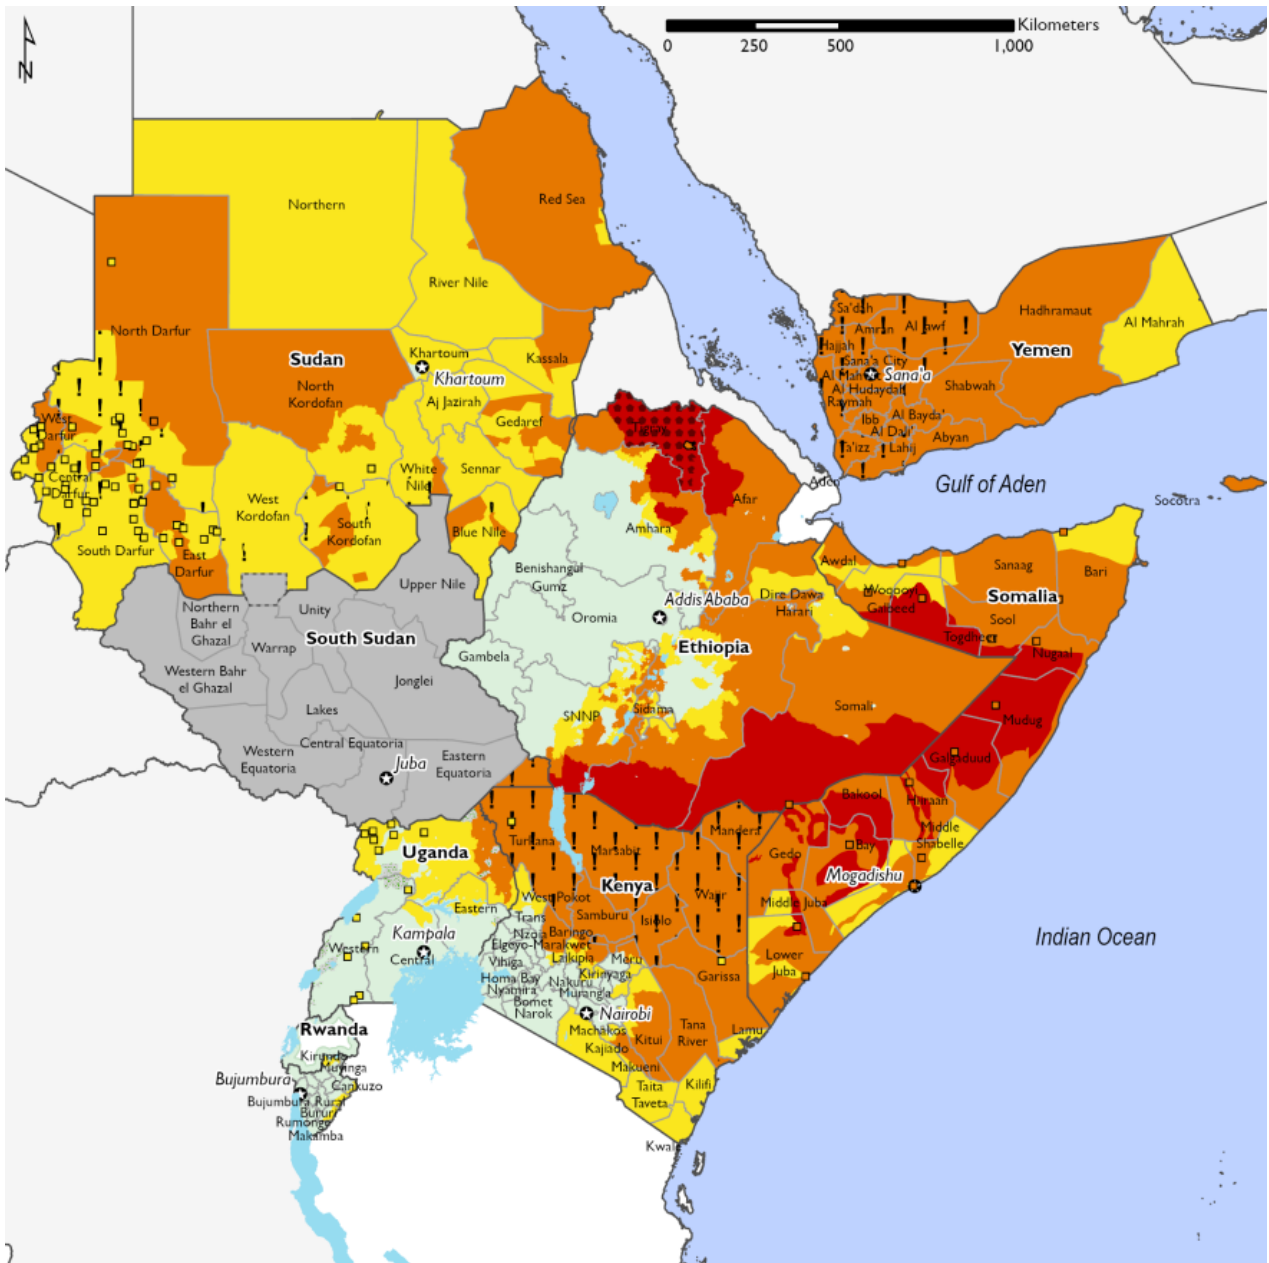 Kilometers
0 250 500 1,000
N
Northern
Red Sea
River Nile
North Darfur
Sudan
Khartoum
Khartoum
Kassala
North
Kordofan
Aj Jazirah
Gedaref
West
Darfur
Central
Darfur
White
Nile
Sennar
West
Kordofan
South
Kordofan
Blue Nile
South Darfur
East
Darfur
Sa'dah
Amran
Al Jawf
Hadhramaut
Al Mahrah
Hajjah
Sana'a City
Yemen
Al Mahwit
Sana'a
Al Hudaydah
Shabwah
Raymah
Ibb
Al Bayda'
Al Dali'
Abyan
Ta'izz
Lahij
Aden
Gulf of Aden
Socotra
Tigray
Afar
Amhara
Benishangul
Gumz
Addis Ababa
Dire Dawa
Harari
Oromia
Ethiopia
Gambela
SNNP
Sidama
Somali
Awdal
Woqooyi
Galbeed
Sanaag
Bari
Somalia
Sool
Togdheer
Nugaal
Mudug
Galgaduud
Bakool
Hiiraan
Middle
Shabelle
Gedo
Bay
Mogadishu
Middle Juba
Lower
Juba
Indian Ocean
Upper Nile
Northern
Bahr el
Ghazal
Unity
South Sudan
Warrap
Western Bahr
el Ghazal
Jonglei
Lakes
Central Equatoria
Western
Equatoria
Eastern
Equatoria
Juba
Turkana
Marsabit
Mandera
Uganda
Kenya
Wajir
West Pokot
Eastern
Trans
Nzoia
Samburu
Isiolo
Baringo
Elgeyo-Marakwet
Kampala
Western
Central
Vihiga
Laikipia
Meru
Homa Bay
Nakuru
Kirinyaga
Garissa
Nyamira
Murang'a
Bomet
Narok
Nairobi
Rwanda
Machakos
Kitui
Tana
River
Lamu
Kajiado
Makueni
Kirundo
Muyinga
Bujumbura
Cankuzo
Taita
Taveta
Kilifi
Bujumbura Rural
Bururi
Rumonge
Makamba
Kwale